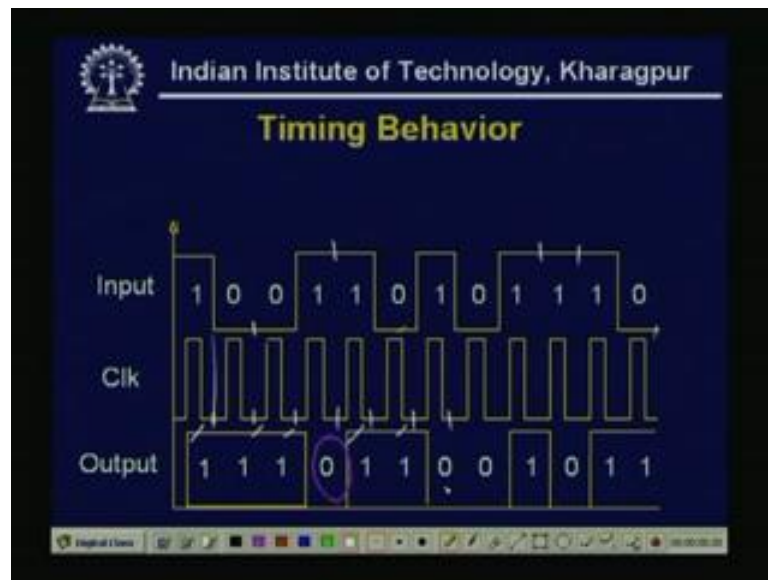 Indian Institute of Technology, Kharagpur
Timing Behavior
Input 1 0 0 1 1 0 1 0 1 1 1 0
Clk
Output 1 1 1 0 1 1 0 0 1 0 1 1